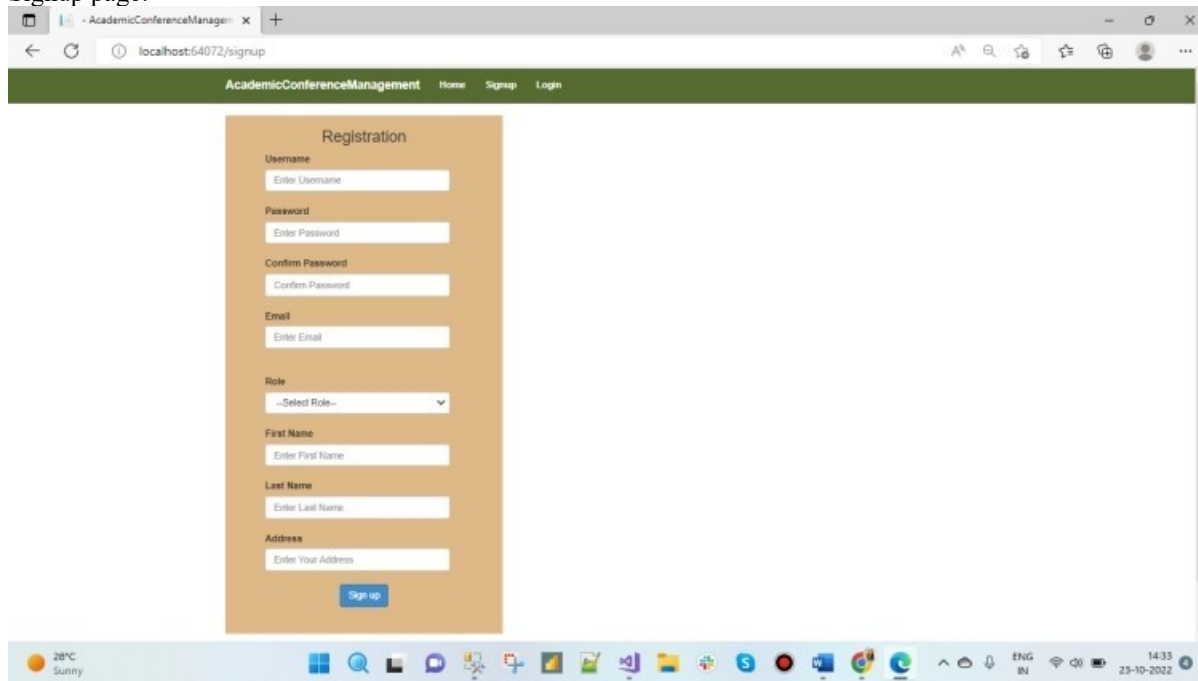 Signup page:
- AcademicConferenceManagem
localhost:64072/signup
AcademicConferenceManagement Home Signup Login
Registration
Username
Enter Username
Password
Enter Password
Confirm Password
Confirm Password
Email
Enter Email
Role
--Select Role--
First Name
Enter First Name
Last Name
Enter Last Name
Address
Enter Your Address
Sign up
28°C
Sunny
ENG
IN
14:33
23-10-2022